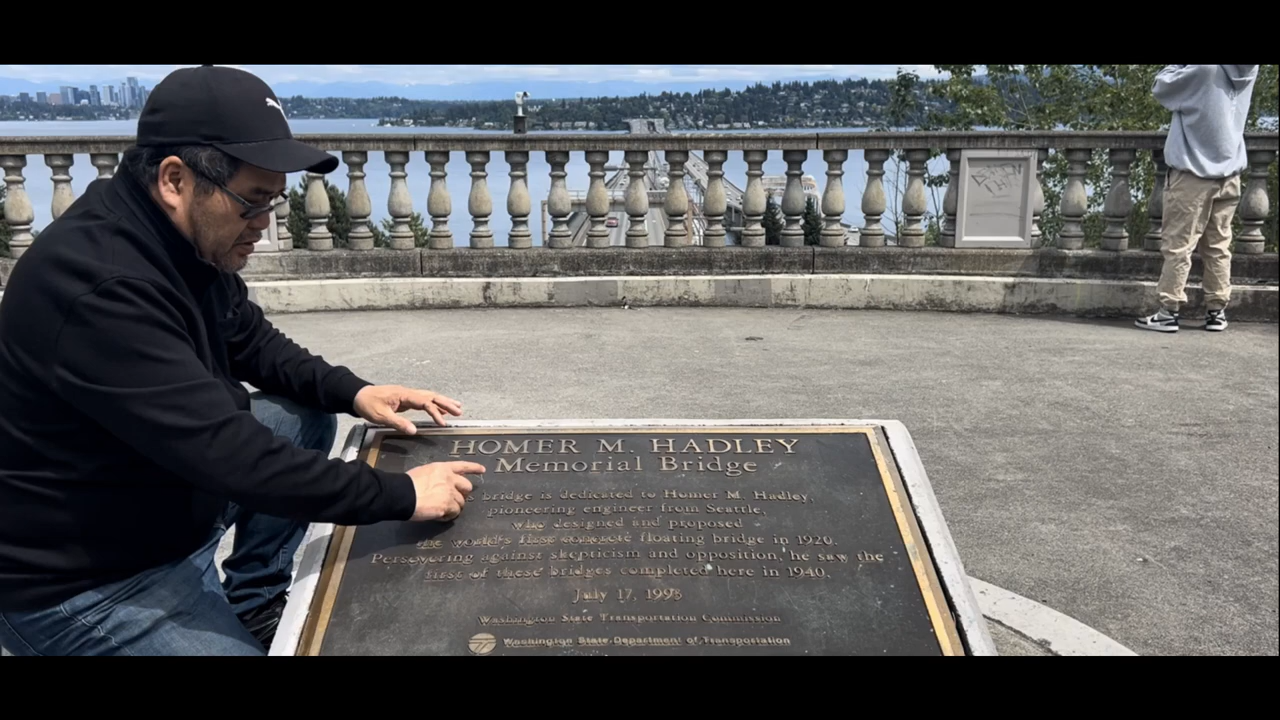 HOMER M. HADLEY
Memorial Bridge
s bridge is dedicated to Homer M. Hadley,
pioneering engineer from Seattle,
who designed and proposed
the world's first concrete floating bridge in 1920.
Persevering against skepticism and opposition, he saw the
first of these bridges completed here in 1940.
July 17, 1993
Washington State Transportation Commission
Washington State Department of Transportation